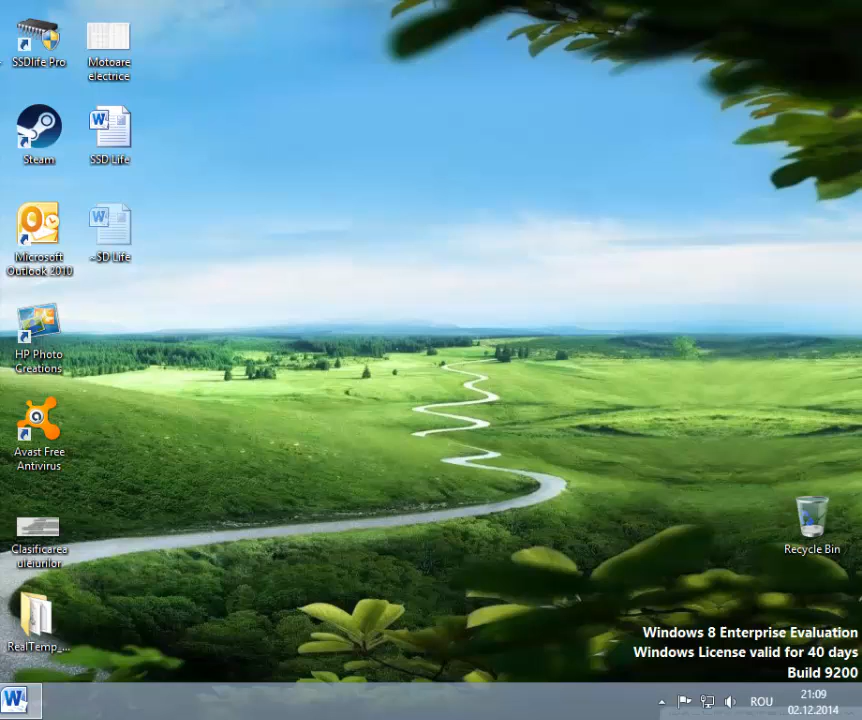 SSDlife Pro
Motoare
electrice
Steam
SSD Life
Microsoft
Outlook 2010
~SD Life
HP Photo
Creations
Avast Free
Antivirus
Clasificarea
uleiurilor
RealTemp_...
Recycle Bin
Windows 8 Enterprise Evaluation
Windows License valid for 40 days
Build 9200
ROU
21:09
02.12.2014